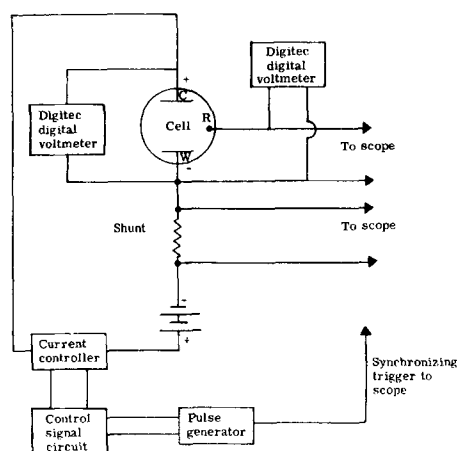 +
C
Digitec
digital
voltmeter
R
Cell
Digitec
digital
voltmeter
To scope
W
-
To scope
Shunt
-
+
Current
controller
Synchronizing
trigger to
scope
Control
signal
circuit
Pulse
generator